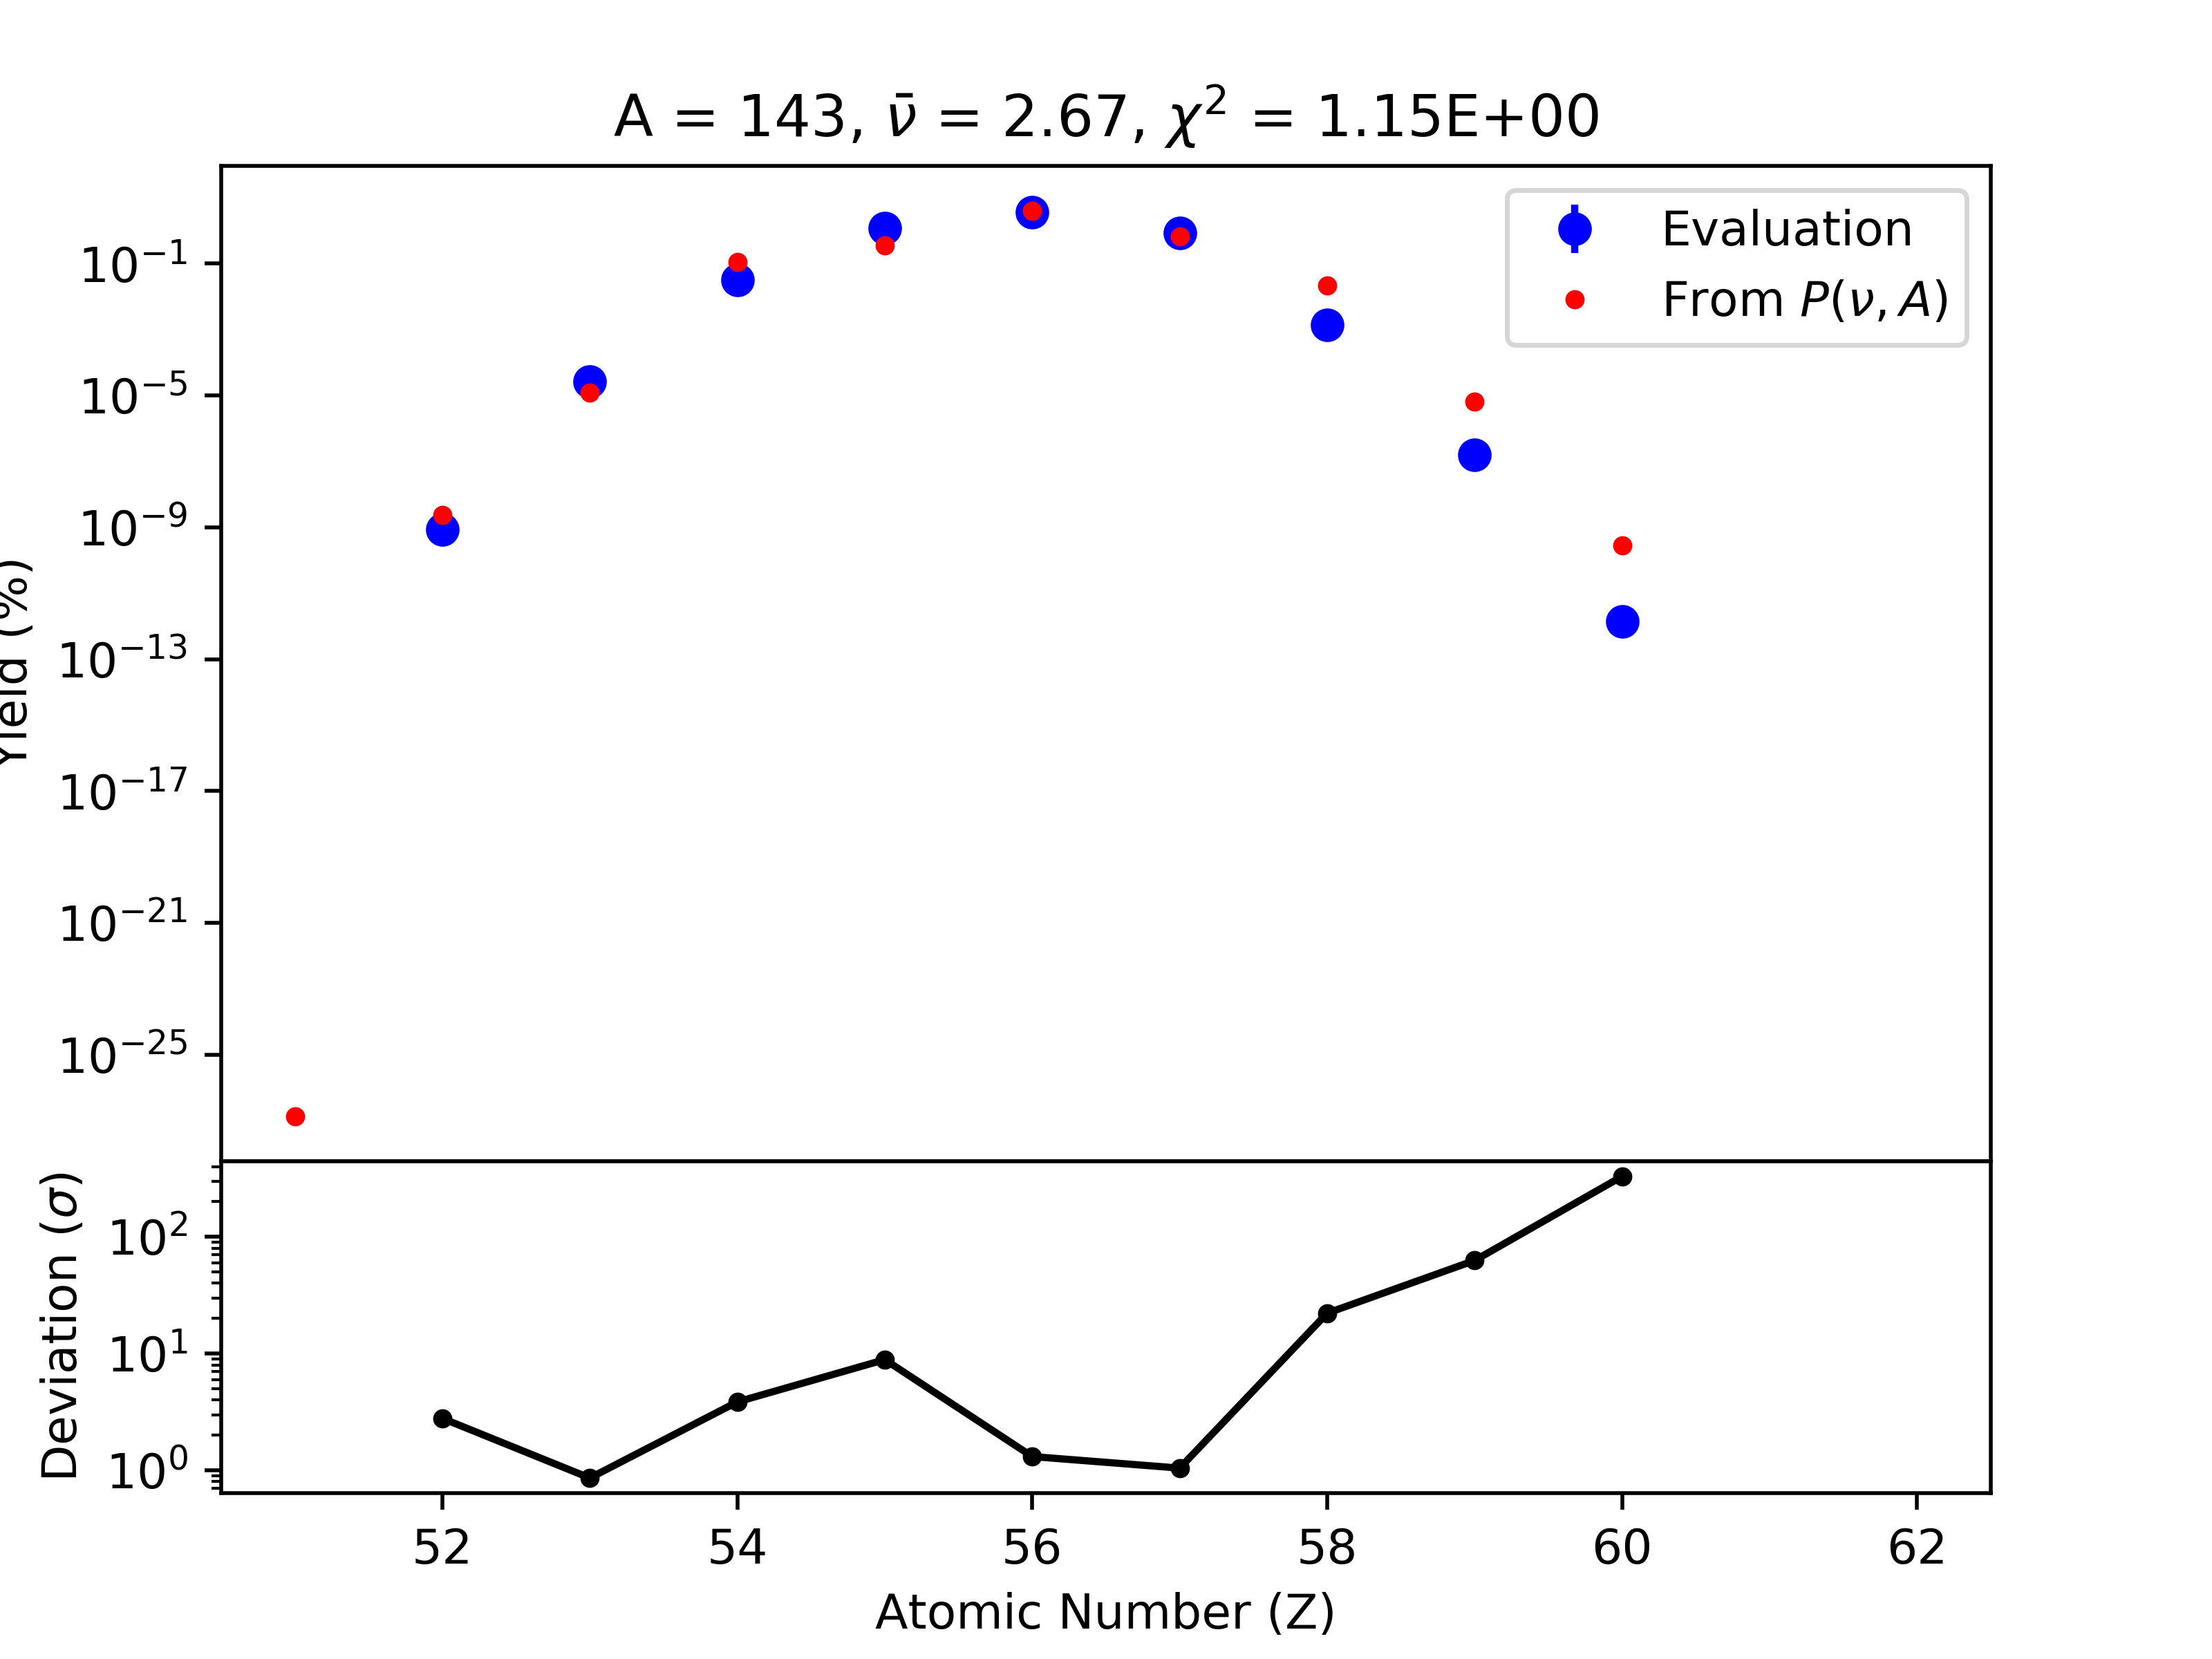 A = 143, ν̄ = 2.67, χ² = 1.15E+00
Evaluation
From P(ν, A)
10⁻¹
10⁻⁵
10⁻⁹
10⁻¹³
10⁻¹⁷
10⁻²¹
10⁻²⁵
Yield (%)
10²
10¹
10⁰
Deviation (σ)
52 54 56 58 60 62
Atomic Number (Z)